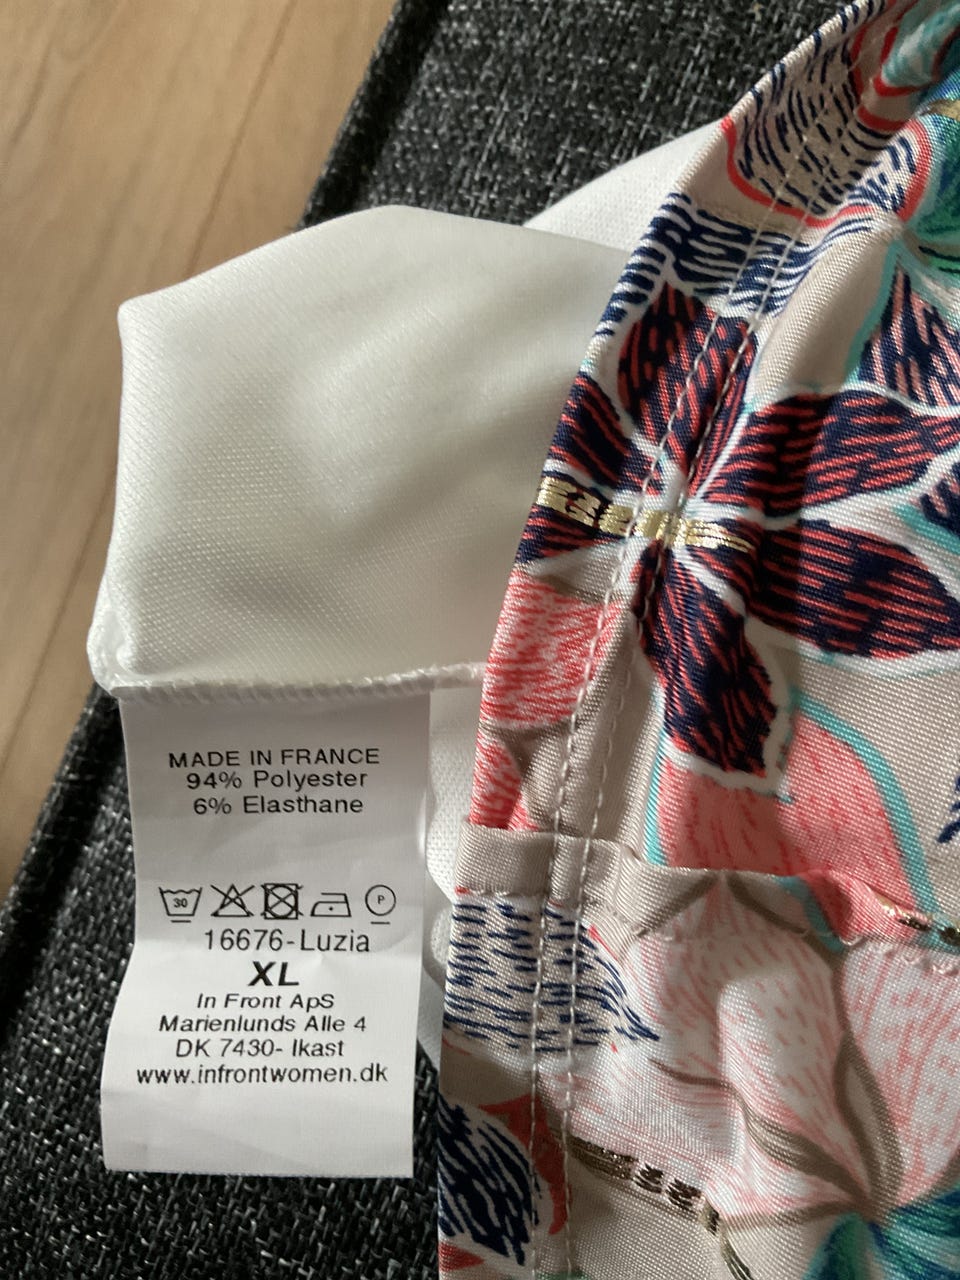 MADE IN FRANCE
94% Polyester
6% Elasthane
30 P
16676-Luzia
XL
In Front ApS
Marienlunds Alle 4
DK 7430- Ikast
www.infrontwomen.dk